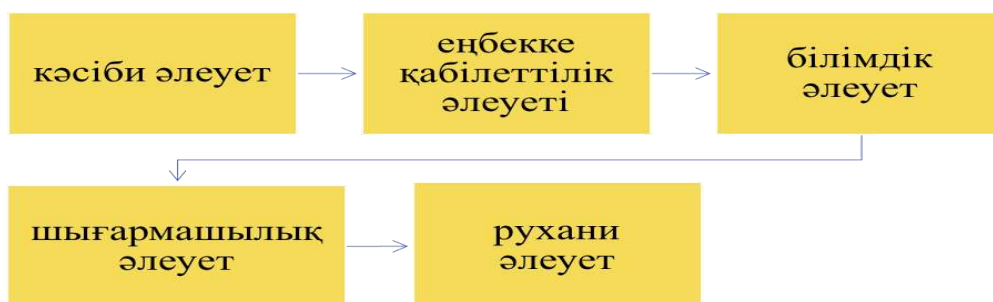 кәсіби әлеует
еңбекке
қабілеттілік
әлеуеті
білімдік
әлеует
шығармашылық
әлеует
рухани
әлеует